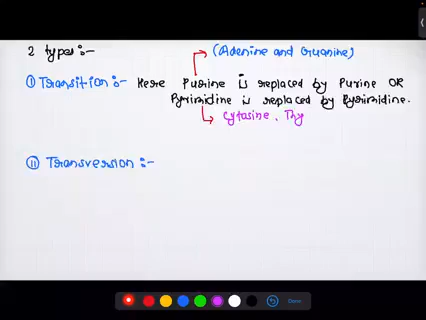 2 types :-
(Adenine and Guanine)
(i) Transition :- Here Purine is replaced by Purine OR
Pyrimidine is replaced by Pyrimidine.
Cytosine, Thy
(ii) Transversion :-
Done